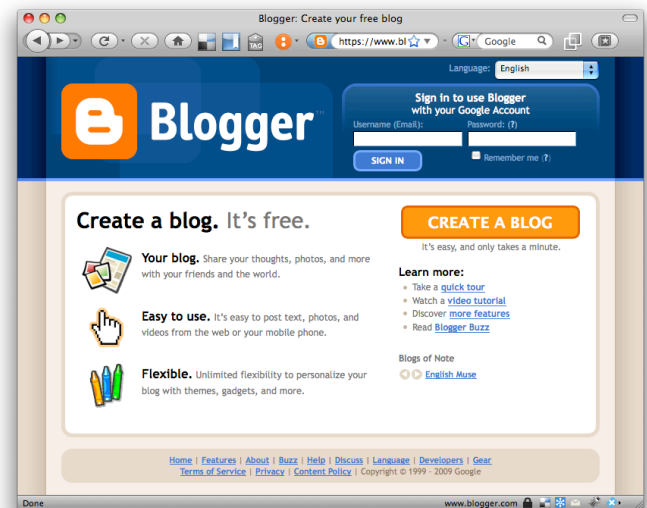 Blogger: Create your free blog
TAG
https://www.bl
Google
Language: English
Blogger™
Sign in to use Blogger
with your Google Account
Username (Email): Password: (?)
SIGN IN
Remember me (?)
Create a blog. It's free.
CREATE A BLOG
It's easy, and only takes a minute.
Your blog. Share your thoughts, photos, and more
with your friends and the world.
Easy to use. It's easy to post text, photos, and
videos from the web or your mobile phone.
Flexible. Unlimited flexibility to personalize your
blog with themes, gadgets, and more.
Learn more:
Take a quick tour
Watch a video tutorial
Discover more features
Read Blogger Buzz
Blogs of Note
English Muse
Home | Features | About | Buzz | Help | Discuss | Language | Developers | Gear
Terms of Service | Privacy | Content Policy | Copyright © 1999 - 2009 Google
Done
www.blogger.com